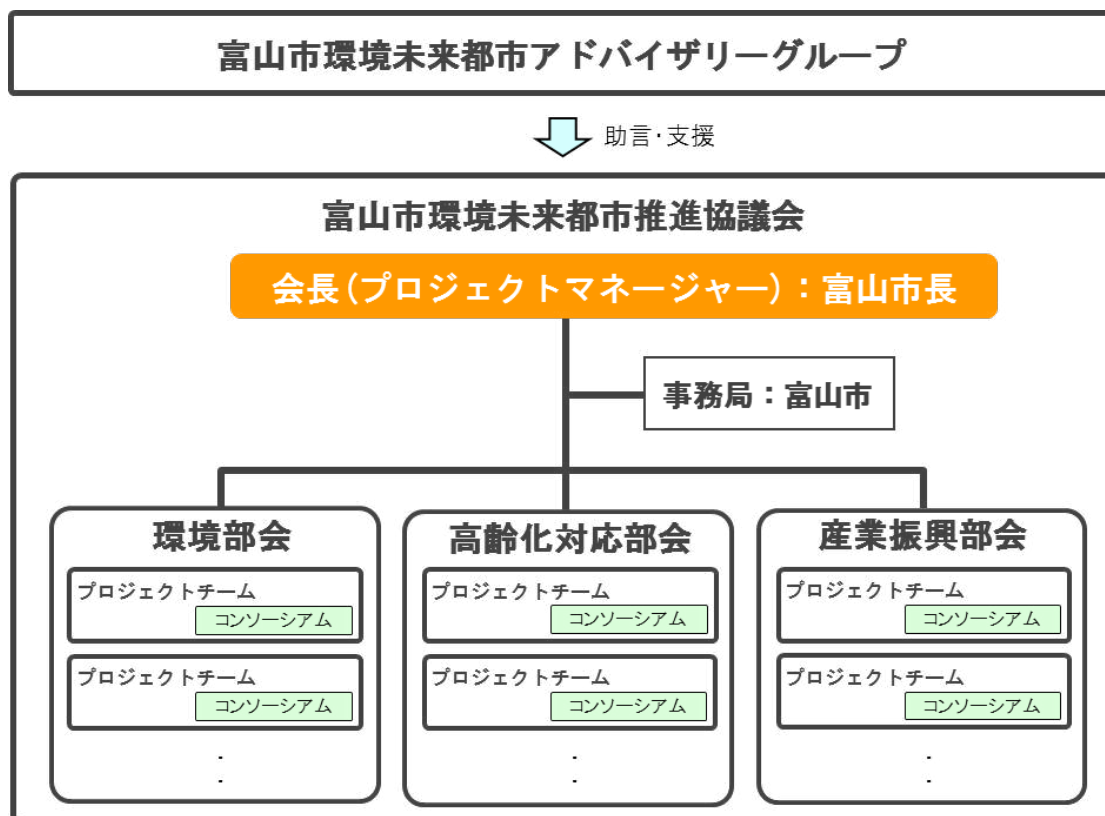 富山市環境未来都市アドバイザリーグループ
助言・支援
富山市環境未来都市推進協議会
会長(プロジェクトマネージャー)：富山市長
事務局：富山市
環境部会
プロジェクトチーム
コンソーシアム
プロジェクトチーム
コンソーシアム
高齢化対応部会
プロジェクトチーム
コンソーシアム
プロジェクトチーム
コンソーシアム
産業振興部会
プロジェクトチーム
コンソーシアム
プロジェクトチーム
コンソーシアム